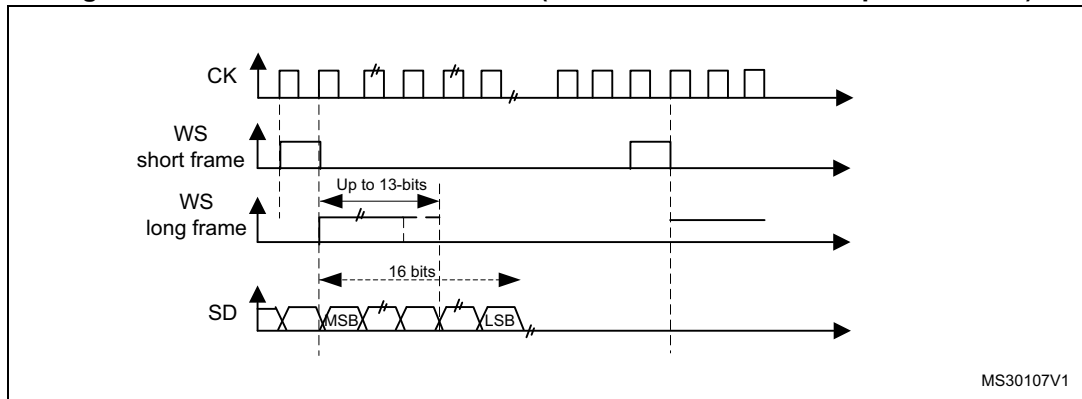 CK
WS
short frame
Up to 13-bits
WS
long frame
16 bits
SD
MSB
LSB
MS30107V1